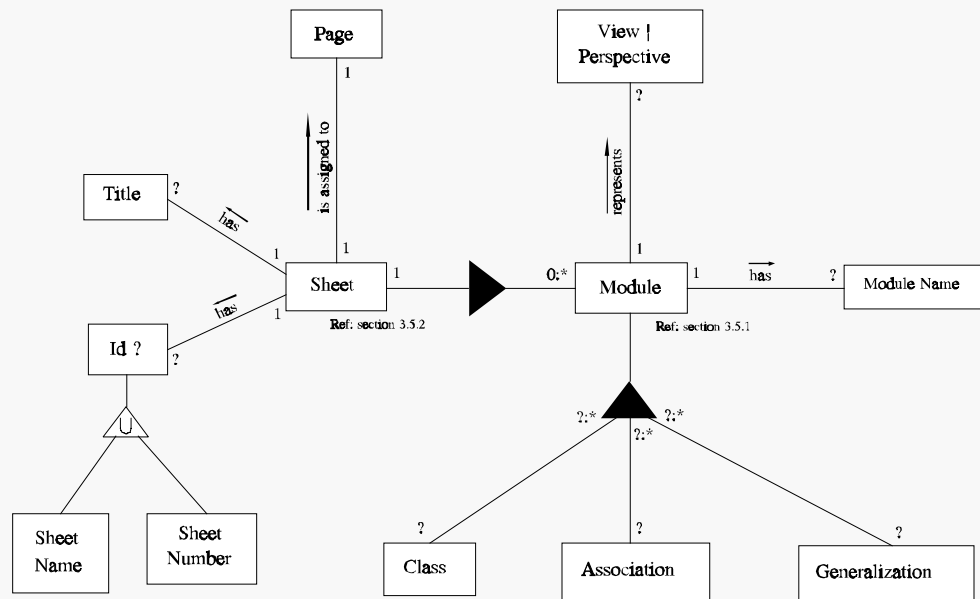 Page
View |
Perspective
1
?
is assigned to
represents
Title
?
has
1
1
1
Sheet
1
0:*
Module
1
has
?
Module Name
has
1
Ref: section 3.5.2
Ref: section 3.5.1
Id ?
?
U
?:*
?:*
?:*
Sheet
Name
Sheet
Number
?
?
?
Class
Association
Generalization